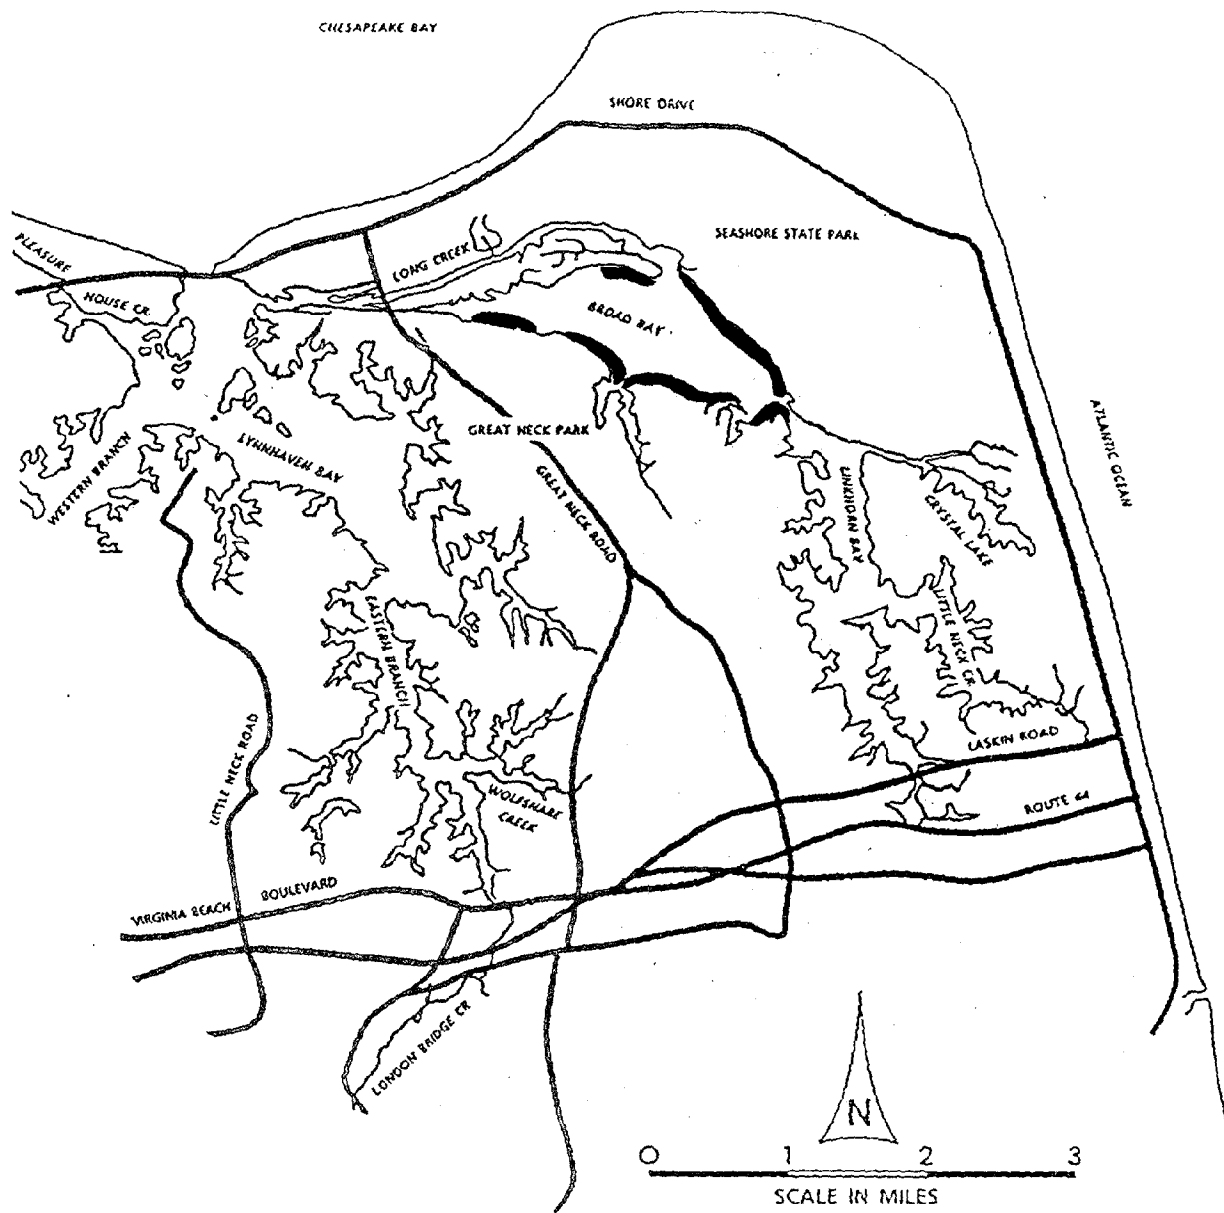 CHESAPEAKE BAY
SHORE DRIVE
SEASHORE STATE PARK
PLEASURE
HOUSE CR.
LONG CREEK
BROAD BAY
GREAT NECK PARK
ATLANTIC OCEAN
WESTERN BRANCH
LYNNHAVEN BAY
GREAT NECK ROAD
LINKHORN BAY
CRYSTAL LAKE
EASTERN BRANCH
LITTLE NECK CR.
LITTLE NECK ROAD
LASKIN ROAD
WOLFSNARE
CREEK
ROUTE 44
VIRGINIA BEACH BOULEVARD
LONDON BRIDGE CR
N
0 1 2 3
SCALE IN MILES